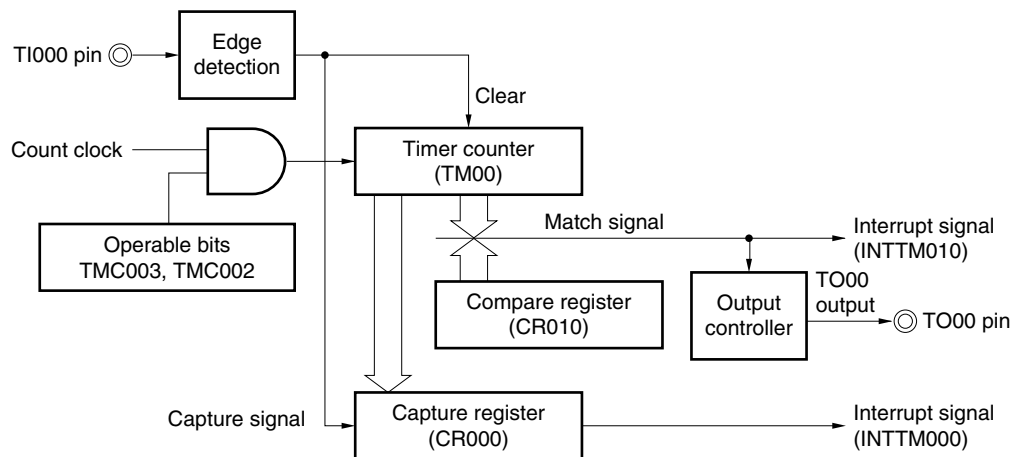 TI000 pin
Edge
detection
Clear
Count clock
Timer counter
(TM00)
Operable bits
TMC003, TMC002
Match signal
Interrupt signal
(INTTM010)
Compare register
(CR010)
Output
controller
TO00
output
TO00 pin
Capture signal
Capture register
(CR000)
Interrupt signal
(INTTM000)